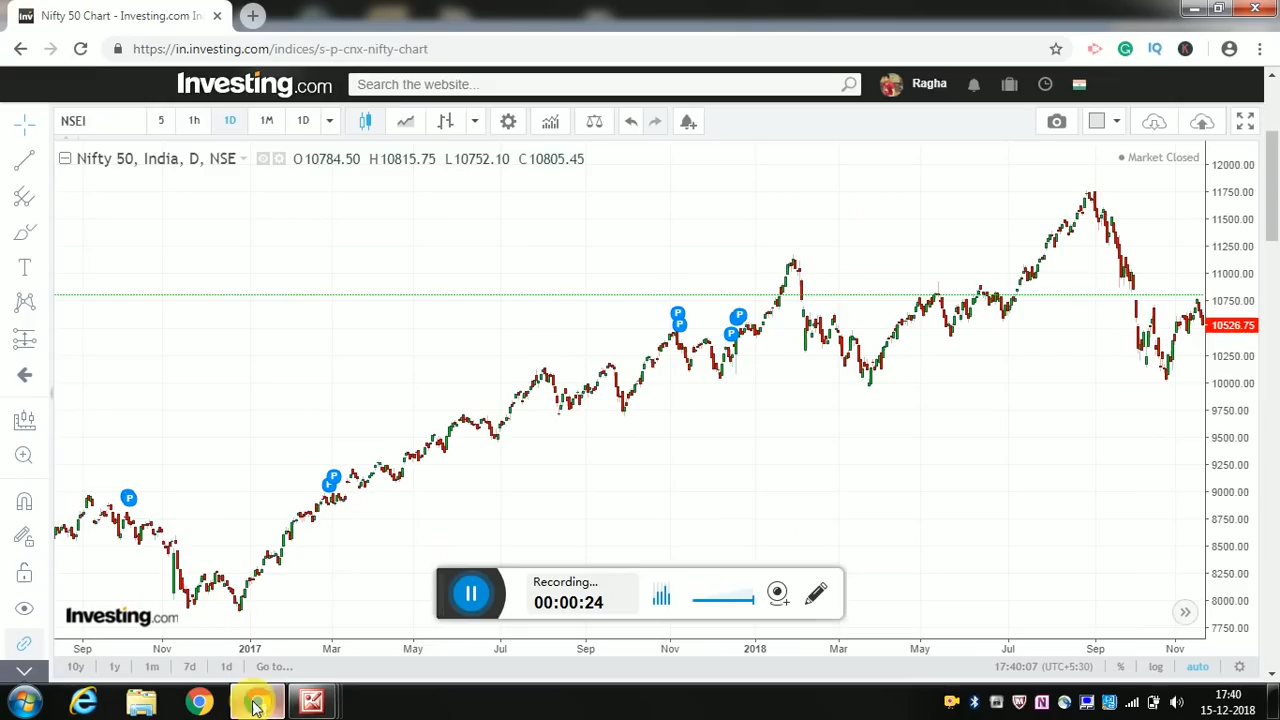 Nifty 50 Chart - Investing.com In
https://in.investing.com/indices/s-p-cnx-nifty-chart
Investing.com
Search the website...
Ragha
NSEI 5 1h 1D 1M 1D
Nifty 50, India, D, NSE O10784.50 H10815.75 L10752.10 C10805.45
Market Closed
12000.00
11750.00
11500.00
11250.00
11000.00
10750.00
10526.75
10250.00
10000.00
9750.00
9500.00
9250.00
9000.00
8750.00
8500.00
8250.00
8000.00
7750.00
P
P
P
P
P
P
P
Recording...
00:00:24
Investing.com
Sep Nov 2017 Mar May Jul Sep Nov 2018 Mar May Jul Sep Nov
10y 1y 1m 7d 1d Go to... 17:40:07 (UTC+5:30) % log auto
17:40
15-12-2018